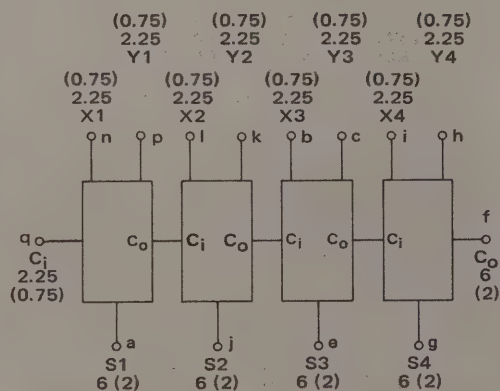 (0.75) (0.75) (0.75) (0.75)
2.25 2.25 2.25 2.25
Y1 Y2 Y3 Y4
(0.75) (0.75) (0.75) (0.75)
2.25 2.25 2.25 2.25
X1 X2 X3 X4
n p l k b c i h
f
q Co Ci Co Ci Co Ci
Ci Co
2.25 6
(0.75) (2)
a j e g
S1 S2 S3 S4
6 (2) 6 (2) 6 (2) 6 (2)